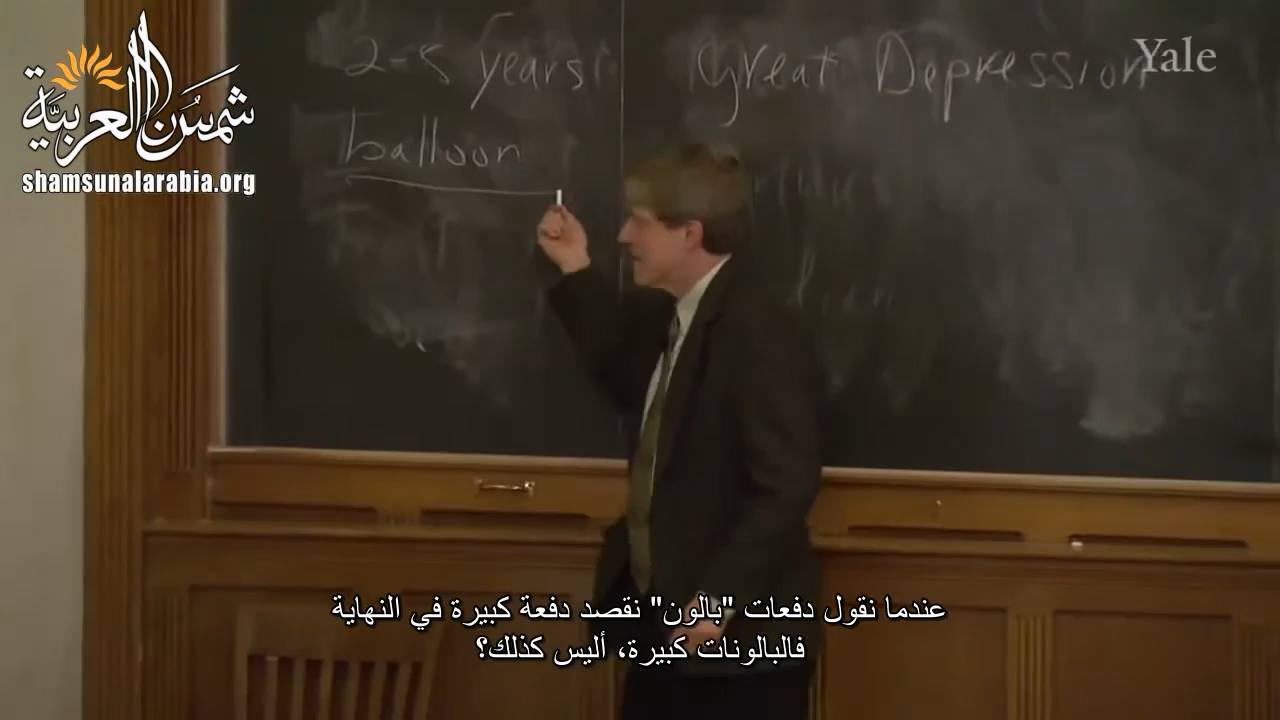 شمسُ العربيَّة
shamsunalarabia.org
Yale
2-5 years
Great Depression
balloon
عندما نقول دفعات "بالون" نقصد دفعة كبيرة في النهاية
فالبالونات كبيرة، أليس كذلك؟